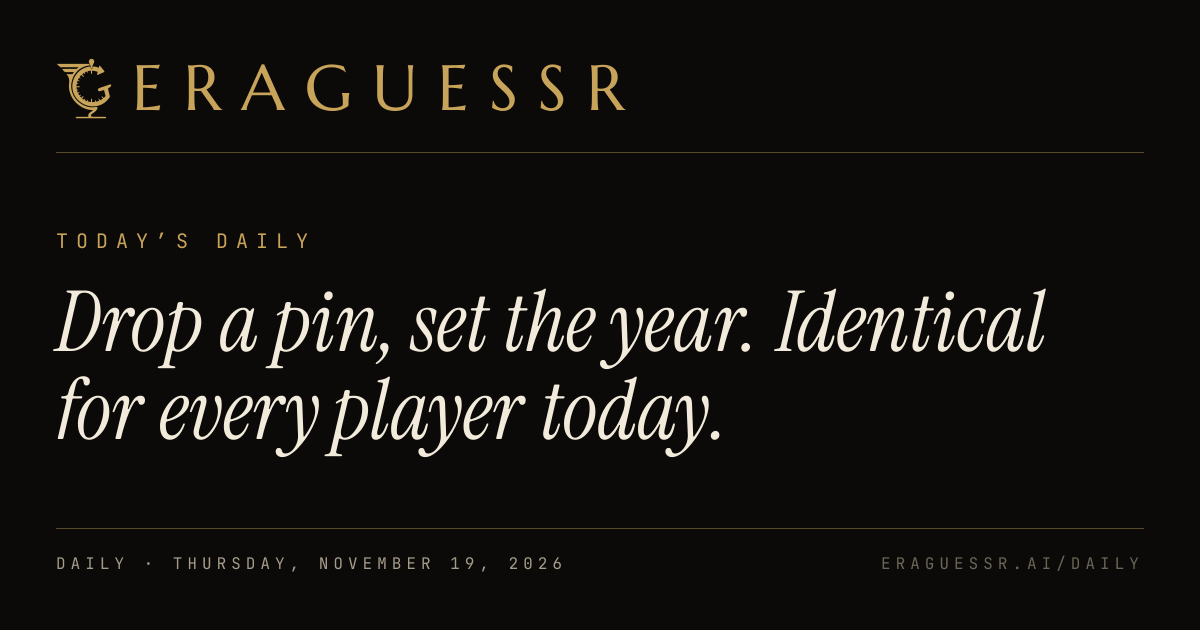 ERAGUESSR
TODAY’S DAILY
Drop a pin, set the year. Identical
for every player today.
DAILY · THURSDAY, NOVEMBER 19, 2026
ERAGUESSR.AI/DAILY